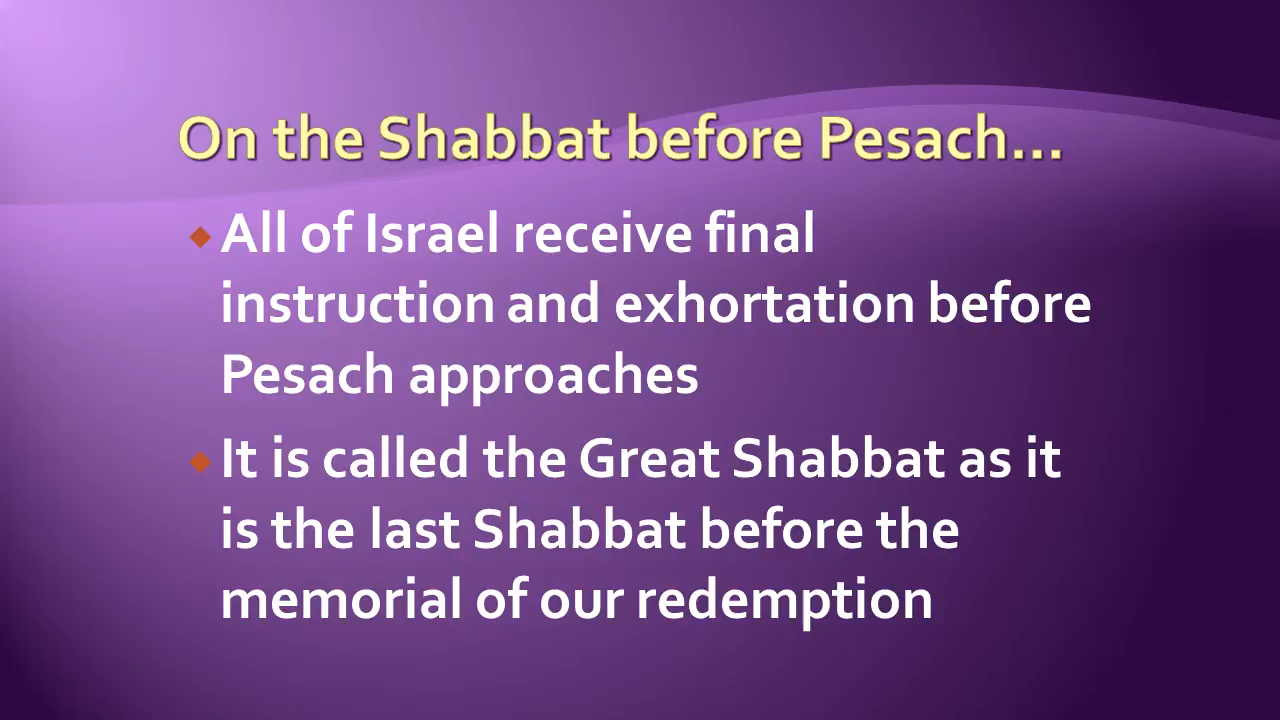 On the Shabbat before Pesach...
All of Israel receive final
instruction and exhortation before
Pesach approaches
It is called the Great Shabbat as it
is the last Shabbat before the
memorial of our redemption